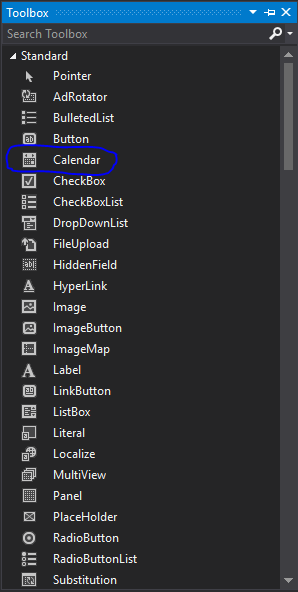 Toolbox
Search Toolbox
Standard
Pointer
AdRotator
BulletedList
Button
Calendar
CheckBox
CheckBoxList
DropDownList
FileUpload
HiddenField
HyperLink
Image
ImageButton
ImageMap
Label
LinkButton
ListBox
Literal
Localize
MultiView
Panel
PlaceHolder
RadioButton
RadioButtonList
Substitution